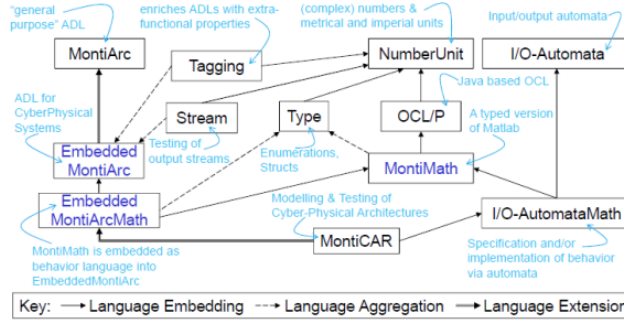 “general
purpose” ADL
enriches ADLs with extra-
functional properties
(complex) numbers &
metrical and imperial units
Input/output automata
MontiArc
Tagging
NumberUnit
I/O-Automata
ADL for
CyberPhysical
Systems
Java based OCL
Stream
Type
OCL/P
A typed version
of Matlab
Testing of
output streams
Enumerations,
Structs
Embedded
MontiArc
MontiMath
Embedded
MontiArcMath
Modelling & Testing of
Cyber-Physical Architectures
MontiCAR
I/O-AutomataMath
MontiMath is embedded as
behavior language into
EmbeddedMontiArc
Specification and/or
implementation of behavior
via automata
Key: Language Embedding Language Aggregation Language Extension